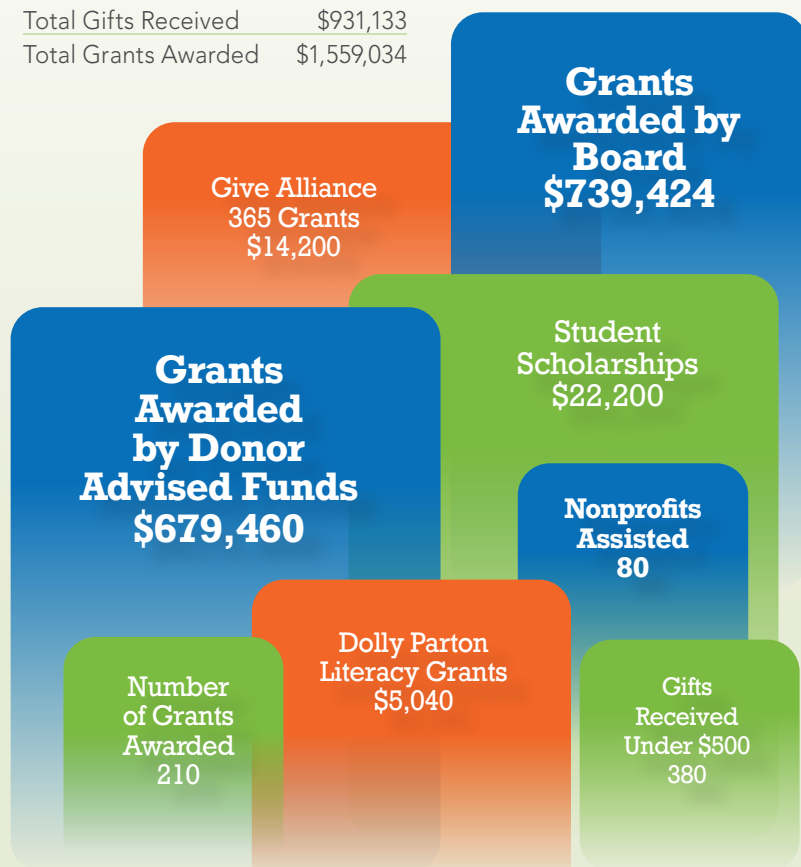 Total Gifts Received $931,133
Total Grants Awarded $1,559,034
Grants
Awarded by
Board
$739,424
Give Alliance
365 Grants
$14,200
Student
Scholarships
$22,200
Grants
Awarded
by Donor
Advised Funds
$679,460
Nonprofits
Assisted
80
Dolly Parton
Literacy Grants
$5,040
Number
of Grants
Awarded
210
Gifts
Received
Under $500
380